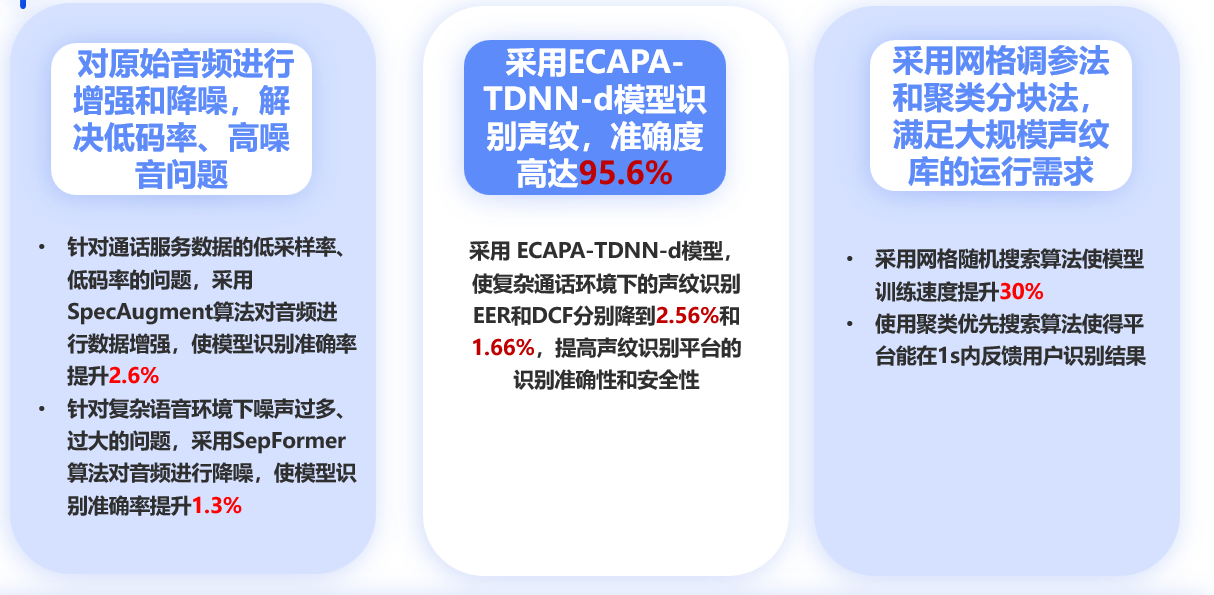 对原始音频进行
增强和降噪，解
决低码率、高噪
音问题
• 针对通话服务数据的低采样率、
低码率的问题，采用
SpecAugment算法对音频进
行数据增强，使模型识别准确率
提升2.6%
• 针对复杂语音环境下噪声过多、
过大的问题，采用SepFormer
算法对音频进行降噪，使模型识
别准确率提升1.3%
采用ECAPA-
TDNN-d模型识
别声纹，准确度
高达95.6%
采用 ECAPA-TDNN-d模型，
使复杂通话环境下的声纹识别
EER和DCF分别降到2.56%和
1.66%，提高声纹识别平台的
识别准确性和安全性
采用网格调参法
和聚类分块法，
满足大规模声纹
库的运行需求
• 采用网格随机搜索算法使模型
训练速度提升30%
• 使用聚类优先搜索算法使得平
台能在1s内反馈用户识别结果